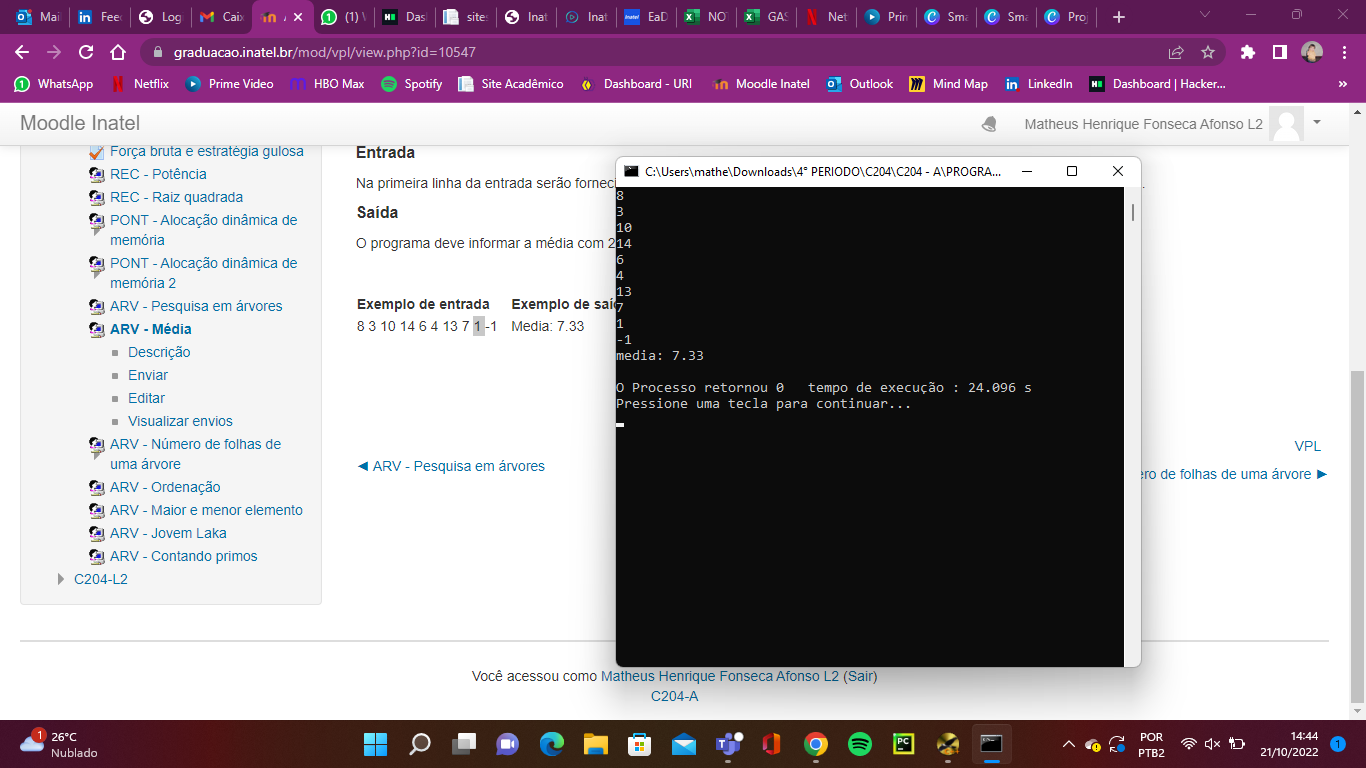 Mail
Feed
Log
Caix
A
(1) W
Das
site
Inat
Inat
EaD
NOT
GAS
Net
Prin
Sma
Sma
Proj
graduacao.inatel.br/mod/vpl/view.php?id=10547
WhatsApp Netflix Prime Video HBO Max Spotify Site Acadêmico Dashboard - URI Moodle Inatel Outlook Mind Map LinkedIn Dashboard | Hacker... »
Moodle Inatel
Matheus Henrique Fonseca Afonso L2
Força bruta e estratégia gulosa
REC - Potência
REC - Raiz quadrada
PONT - Alocação dinâmica de
memória
PONT - Alocação dinâmica de
memória 2
ARV - Pesquisa em árvores
ARV - Média
Descrição
Enviar
Editar
Visualizar envios
ARV - Número de folhas de
uma árvore
ARV - Ordenação
ARV - Maior e menor elemento
ARV - Jovem Laka
ARV - Contando primos
C204-L2
Entrada
Na primeira linha da entrada serão forneci
Saída
O programa deve informar a média com 2
Exemplo de entrada Exemplo de saí
8 3 10 14 6 4 13 7 1 -1 Media: 7.33
◄ ARV - Pesquisa em árvores
VPL
ro de folhas de uma árvore ►
C:\Users\mathe\Downloads\4° PERIODO\C204\C204 - A\PROGRA...
8
3
10
14
6
4
13
7
1
-1
media: 7.33
O Processo retornou 0 tempo de execução : 24.096 s
Pressione uma tecla para continuar...
Você acessou como Matheus Henrique Fonseca Afonso L2 (Sair)
C204-A
1
26°C
Nublado
POR
PTB2
14:44
21/10/2022
1